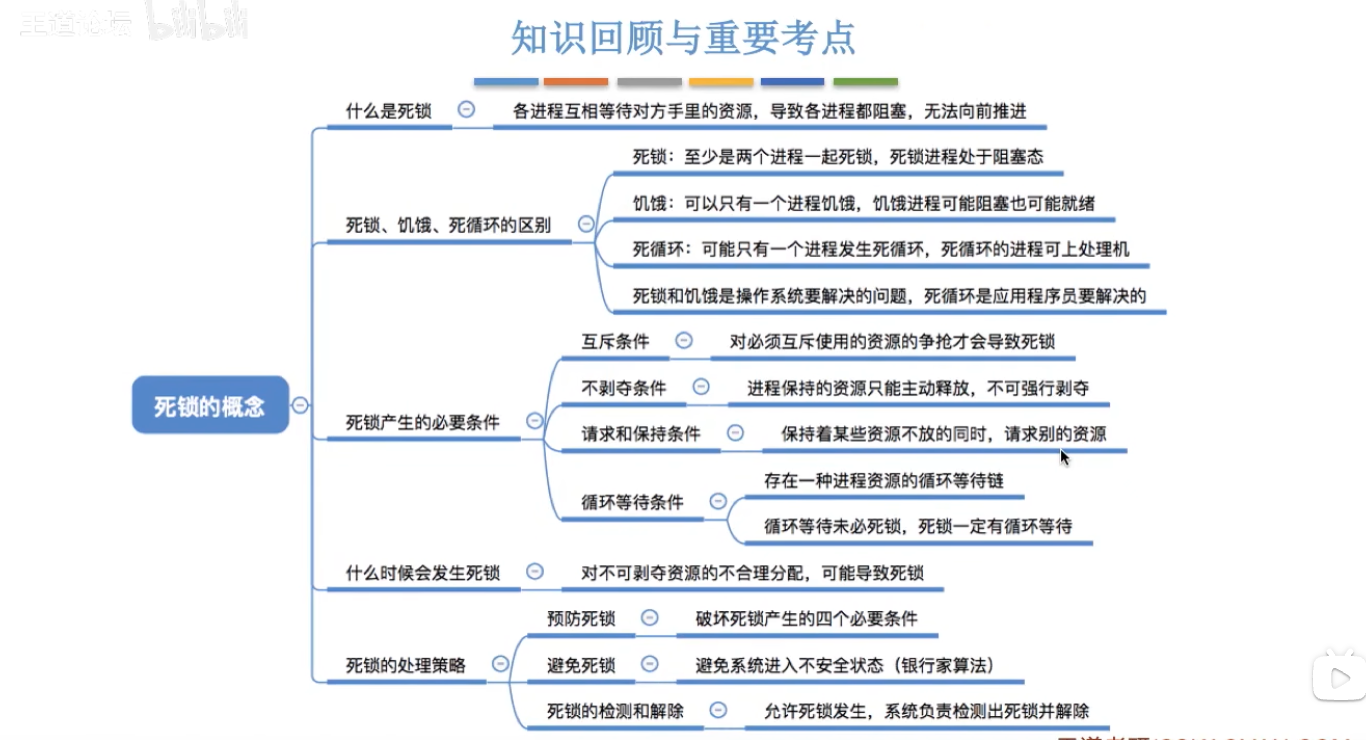 王道论坛 bilibili
知识回顾与重要考点
什么是死锁
各进程互相等待对方手里的资源，导致各进程都阻塞，无法向前推进
死锁、饥饿、死循环的区别
死锁：至少是两个进程一起死锁，死锁进程处于阻塞态
饥饿：可以只有一个进程饥饿，饥饿进程可能阻塞也可能就绪
死循环：可能只有一个进程发生死循环，死循环的进程可上处理机
死锁和饥饿是操作系统要解决的问题，死循环是应用程序员要解决的
死锁的概念
死锁产生的必要条件
互斥条件
对必须互斥使用的资源的争抢才会导致死锁
不剥夺条件
进程保持的资源只能主动释放，不可强行剥夺
请求和保持条件
保持着某些资源不放的同时，请求别的资源
循环等待条件
存在一种进程资源的循环等待链
循环等待未必死锁，死锁一定有循环等待
什么时候会发生死锁
对不可剥夺资源的不合理分配，可能导致死锁
死锁的处理策略
预防死锁
破坏死锁产生的四个必要条件
避免死锁
避免系统进入不安全状态（银行家算法）
死锁的检测和解除
允许死锁发生，系统负责检测出死锁并解除